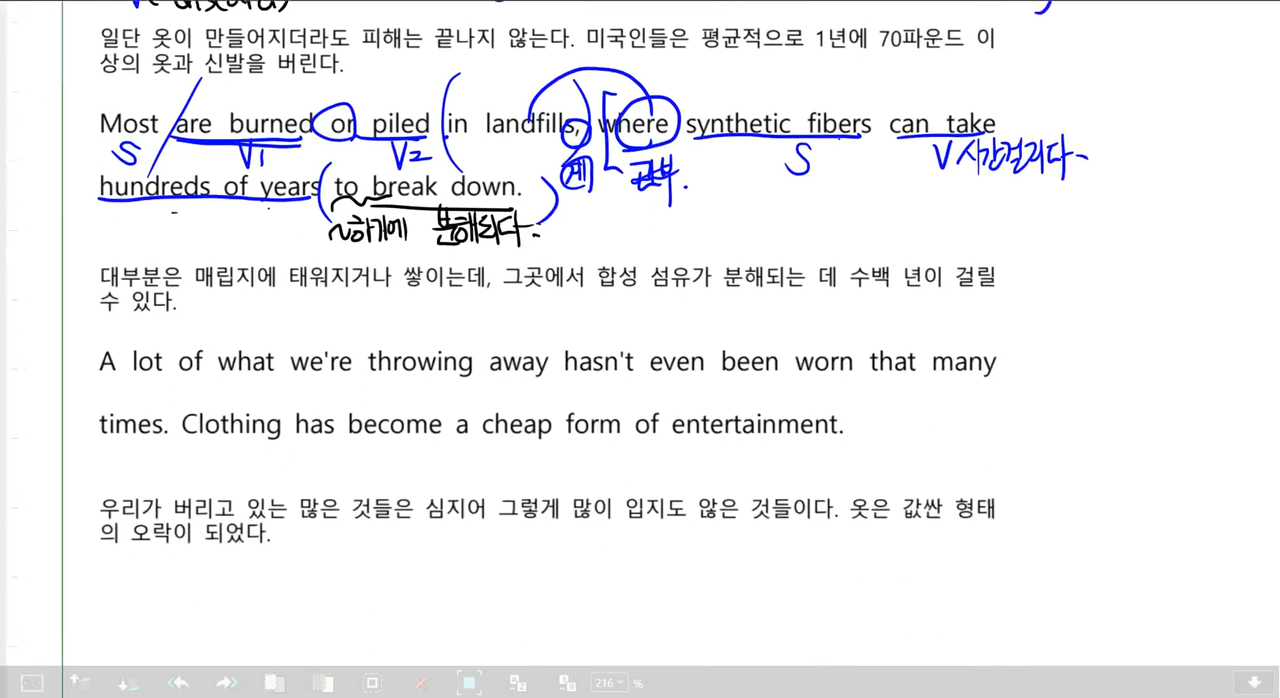 일단 옷이 만들어지더라도 피해는 끝나지 않는다. 미국인들은 평균적으로 1년에 70파운드 이
상의 옷과 신발을 버린다.
Most are burned or piled in landfills, where synthetic fibers can take
S V1 V2 계 관부. S V 시간걸리다~
hundreds of years to break down.
~하기에 분해되다~
대부분은 매립지에 태워지거나 쌓이는데, 그곳에서 합성 섬유가 분해되는 데 수백 년이 걸릴
수 있다.
A lot of what we're throwing away hasn't even been worn that many
times. Clothing has become a cheap form of entertainment.
우리가 버리고 있는 많은 것들은 심지어 그렇게 많이 입지도 않은 것들이다. 옷은 값싼 형태
의 오락이 되었다.
216 %